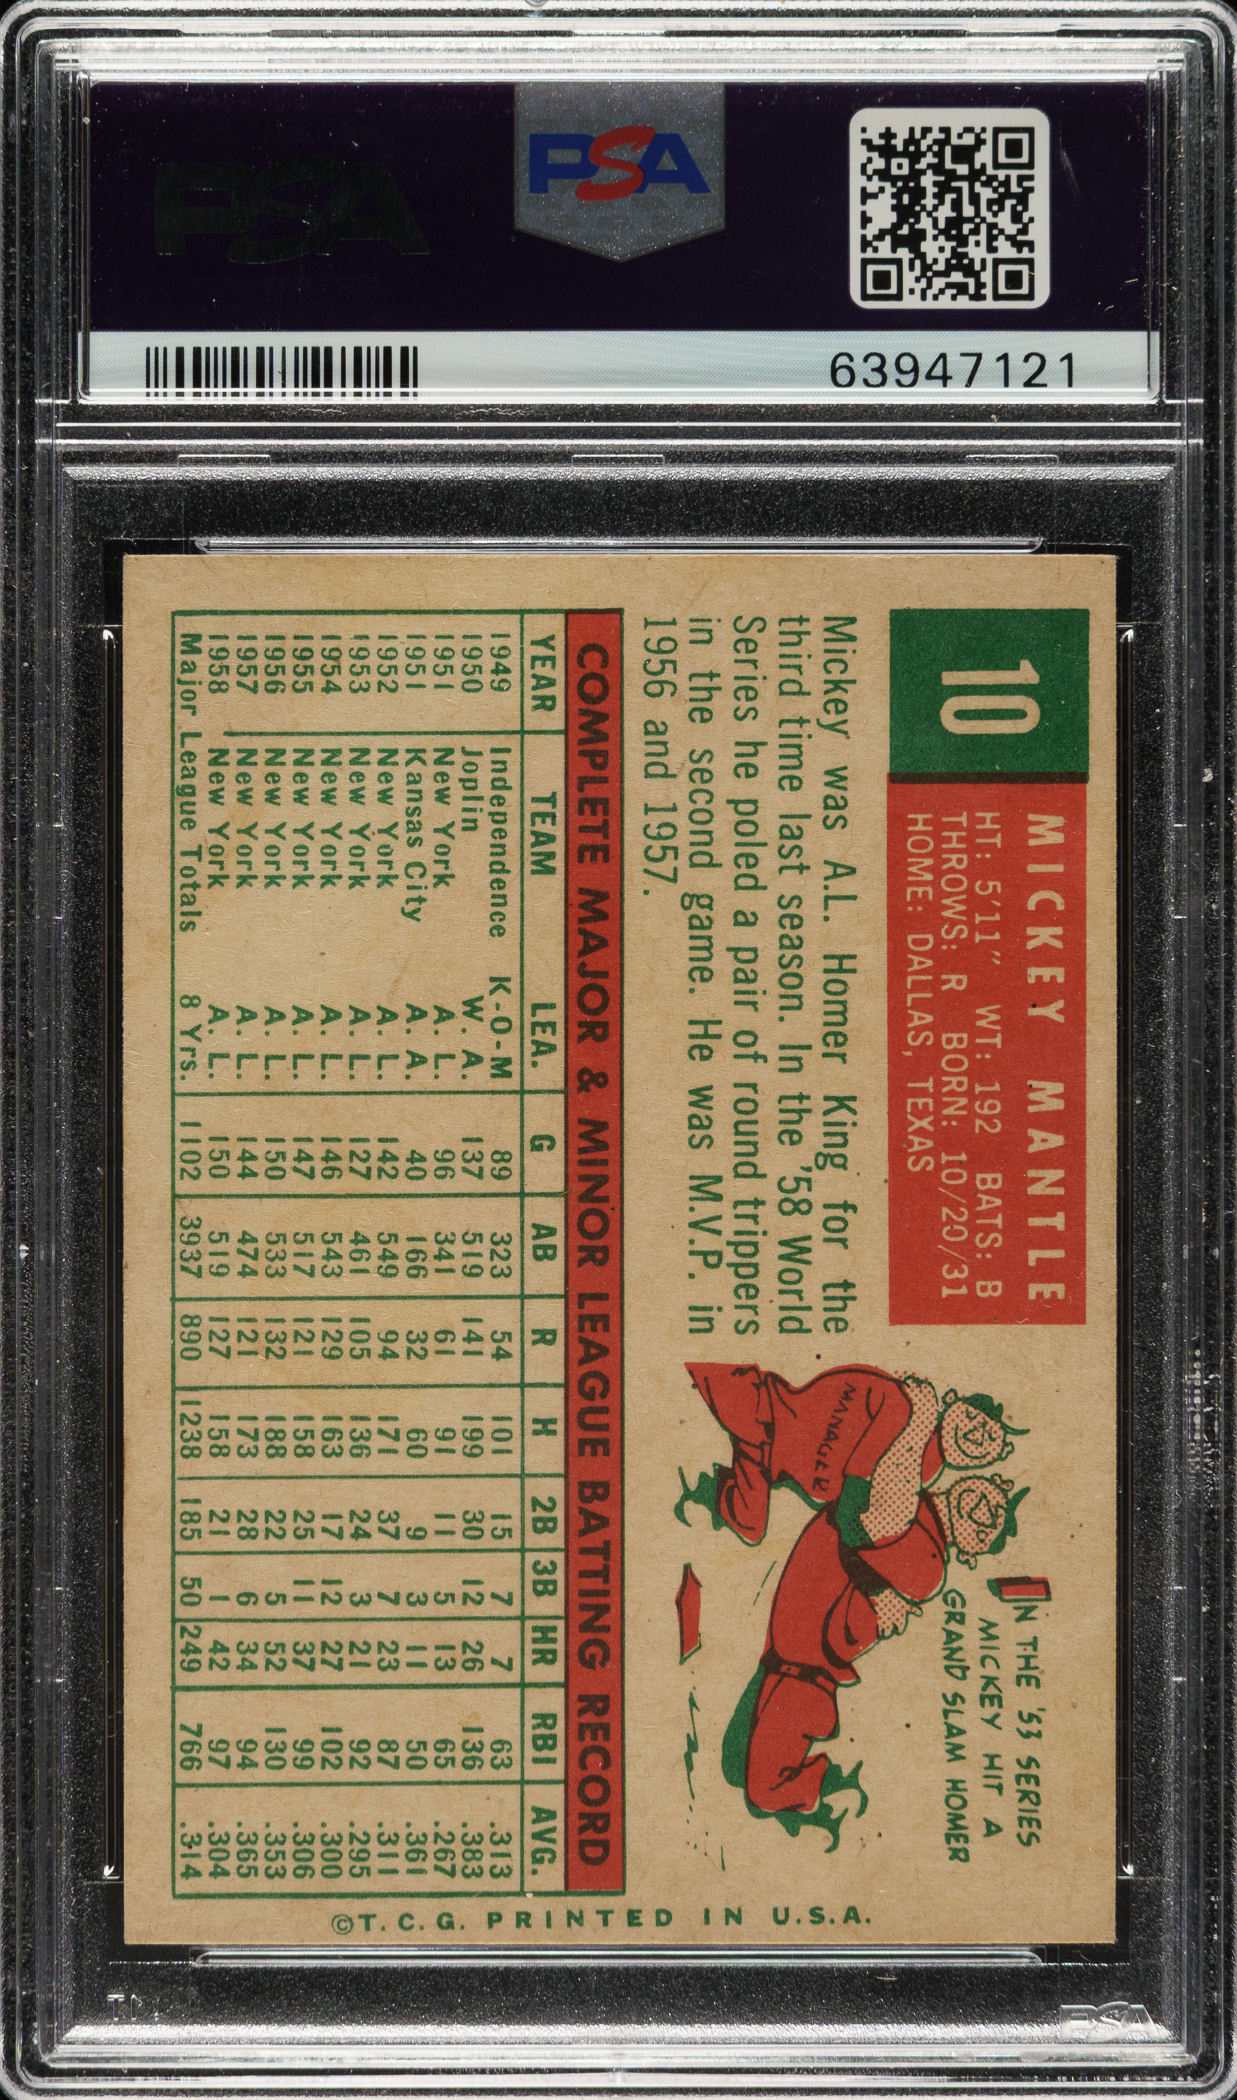 PSA
PSA
63947121
10
MICKEY MANTLE
HT: 5'11" WT: 192 BATS: B
THROWS: R BORN: 10/20/31
HOME: DALLAS, TEXAS
Mickey was A.L. Homer King for the
third time last season. In the '58 World
Series he poled a pair of round trippers
in the second game. He was M.V.P. in
1956 and 1957.
MANAGER
IN THE '53 SERIES
MICKEY HIT A
GRAND SLAM HOMER
COMPLETE MAJOR & MINOR LEAGUE BATTING RECORD
YEAR TEAM LEA. G AB R H 2B 3B HR RBI AVG.
1949 Independence K-O-M 89 323 54 101 15 7 7 63 .313
1950 Joplin W. A. 137 519 141 199 30 12 26 136 .383
1951 New York A. L. 96 341 61 91 11 5 13 65 .267
1951 Kansas City A. A. 40 166 32 60 9 3 11 50 .361
1952 New York A. L. 142 549 94 171 37 7 23 87 .311
1953 New York A. L. 127 461 105 136 24 3 21 92 .295
1954 New York A. L. 146 543 129 163 17 12 27 102 .300
1955 New York A. L. 147 517 121 158 25 11 37 99 .306
1956 New York A. L. 150 533 132 188 22 5 52 130 .353
1957 New York A. L. 144 474 121 173 28 6 34 94 .365
1958 New York A. L. 150 519 127 158 21 1 42 97 .304
Major League Totals 8 Yrs. 1102 3937 890 1238 185 50 249 766 .314
©T. C. G. PRINTED IN U.S.A.
PSA